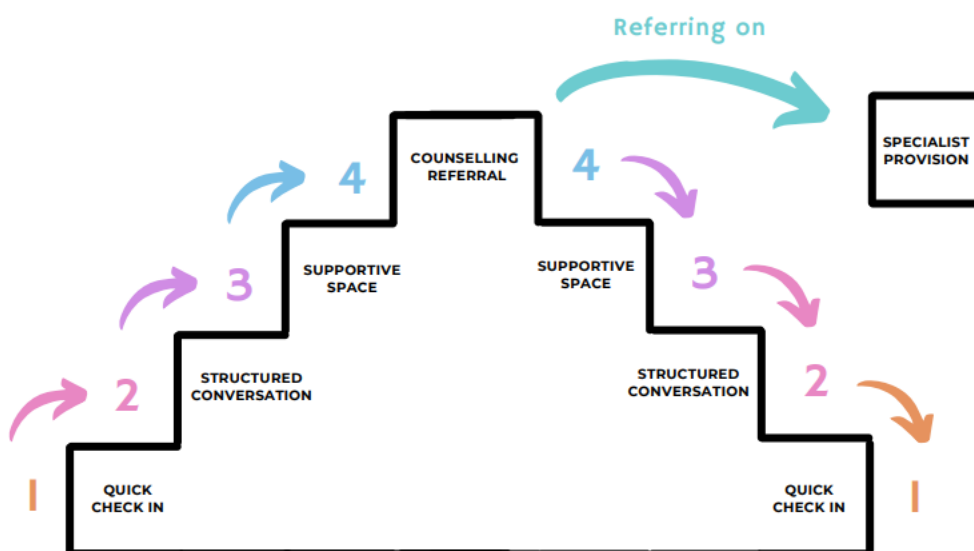 Referring on
SPECIALIST
PROVISION
COUNSELLING
REFERRAL
4
4
SUPPORTIVE
SPACE
SUPPORTIVE
SPACE
3
3
STRUCTURED
CONVERSATION
STRUCTURED
CONVERSATION
2
2
QUICK
CHECK IN
QUICK
CHECK IN
1
1